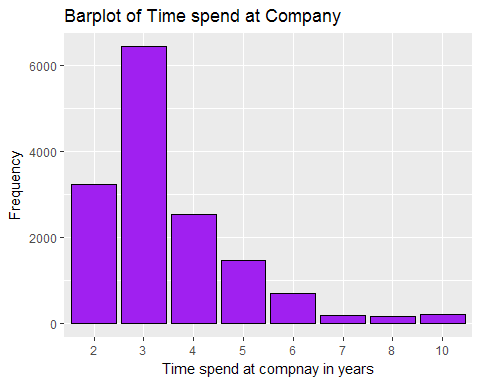 Barplot of Time spend at Company
Frequency
6000
4000
2000
0
2 3 4 5 6 7 8 10
Time spend at compnay in years